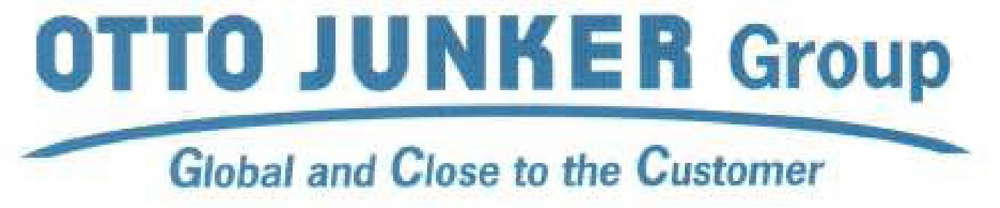 OTTO JUNKER Group
Global and Close to the Customer